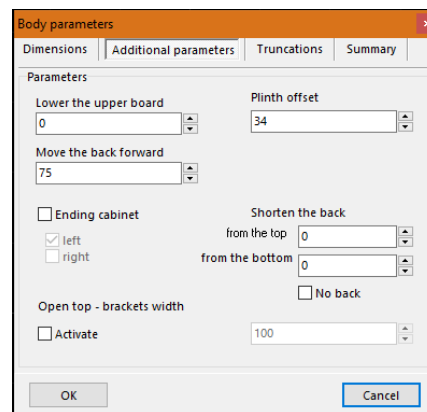 Body parameters
Dimensions Additional parameters Truncations Summary
Parameters
Lower the upper board Plinth offset
0 34
Move the back forward
75
Ending cabinet Shorten the back
left from the top 0
right from the bottom 0
No back
Open top - brackets width
Activate 100
OK Cancel